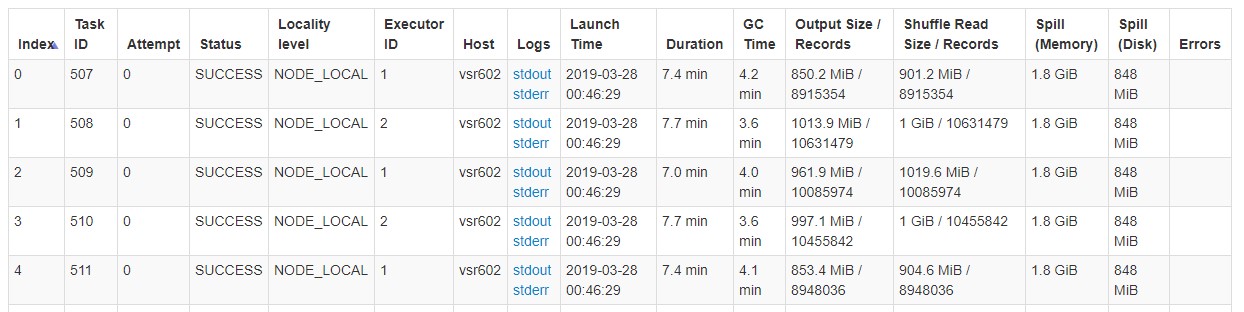 Index Task ID Attempt Status Locality level Executor ID Host Logs Launch Time Duration GC Time Output Size / Records Shuffle Read Size / Records Spill (Memory) Spill (Disk) Errors
0 507 0 SUCCESS NODE_LOCAL 1 vsr602 stdout stderr 2019-03-28 00:46:29 7.4 min 4.2 min 850.2 MiB / 8915354 901.2 MiB / 8915354 1.8 GiB 848 MiB
1 508 0 SUCCESS NODE_LOCAL 2 vsr602 stdout stderr 2019-03-28 00:46:29 7.7 min 3.6 min 1013.9 MiB / 10631479 1 GiB / 10631479 1.8 GiB 848 MiB
2 509 0 SUCCESS NODE_LOCAL 1 vsr602 stdout stderr 2019-03-28 00:46:29 7.0 min 4.0 min 961.9 MiB / 10085974 1019.6 MiB / 10085974 1.8 GiB 848 MiB
3 510 0 SUCCESS NODE_LOCAL 2 vsr602 stdout stderr 2019-03-28 00:46:29 7.7 min 3.6 min 997.1 MiB / 10455842 1 GiB / 10455842 1.8 GiB 848 MiB
4 511 0 SUCCESS NODE_LOCAL 1 vsr602 stdout stderr 2019-03-28 00:46:29 7.4 min 4.1 min 853.4 MiB / 8948036 904.6 MiB / 8948036 1.8 GiB 848 MiB